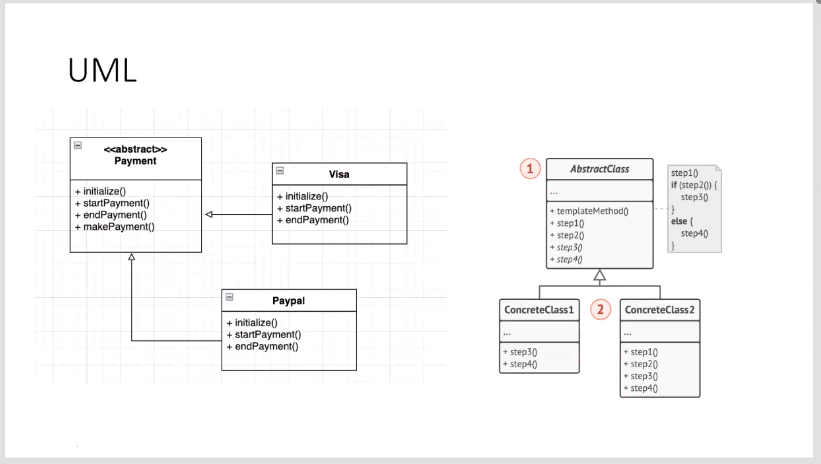 UML
<<abstract>>
Payment
+ initialize()
+ startPayment()
+ endPayment()
+ makePayment()
Visa
+ initialize()
+ startPayment()
+ endPayment()
Paypal
+ initialize()
+ startPayment()
+ endPayment()
1
AbstractClass
...
+ templateMethod()
+ step1()
+ step2()
+ step3()
+ step4()
step1()
if (step2()) {
step3()
}
else {
step4()
}
ConcreteClass1
...
+ step3()
+ step4()
2
ConcreteClass2
...
+ step1()
+ step2()
+ step3()
+ step4()